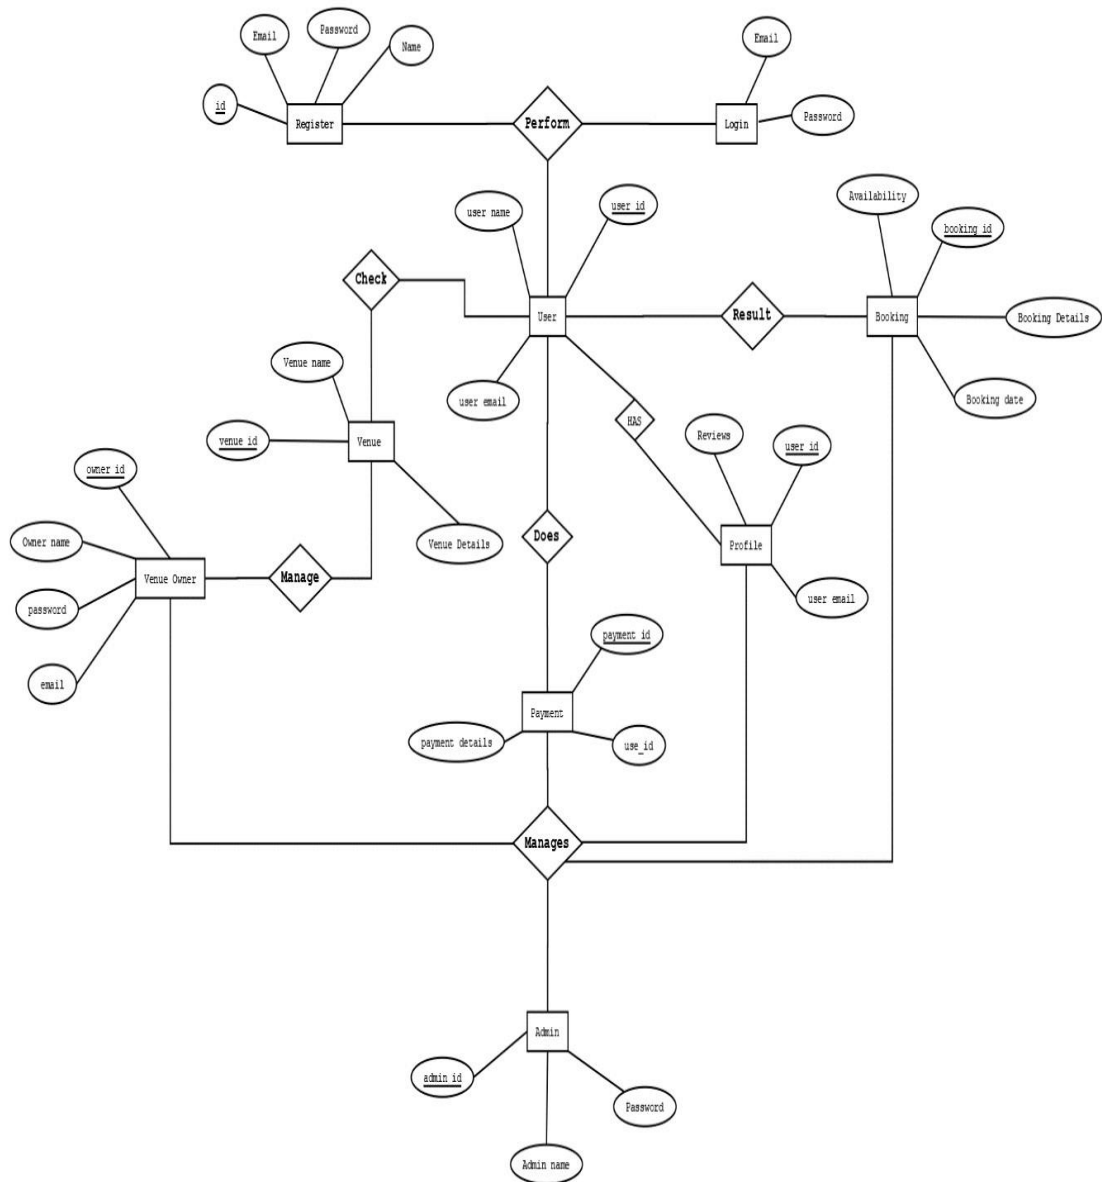 Password
Email
Name
Email
id
Register
Perform
Login
Password
Availability
user name
user id
booking id
Check
User
Result
Booking
Booking Details
Venue name
user email
Booking date
HAS
Reviews
user id
venue id
Venue
owner id
Does
Venue Details
Profile
Owner name
Venue Owner
Manage
password
user email
payment id
email
Payment
payment details
use_id
Manages
Admin
admin id
Password
Admin name